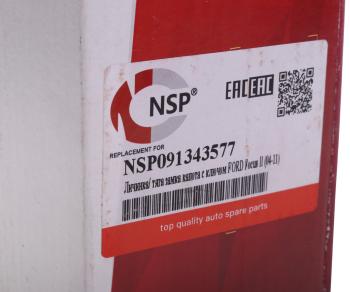 NSP®
EAC EAC
REPLACEMENT FOR
NSP091343577
Личинка/ тяга замка капота с ключом FORD Focus II (04-11)
top quality auto spare parts